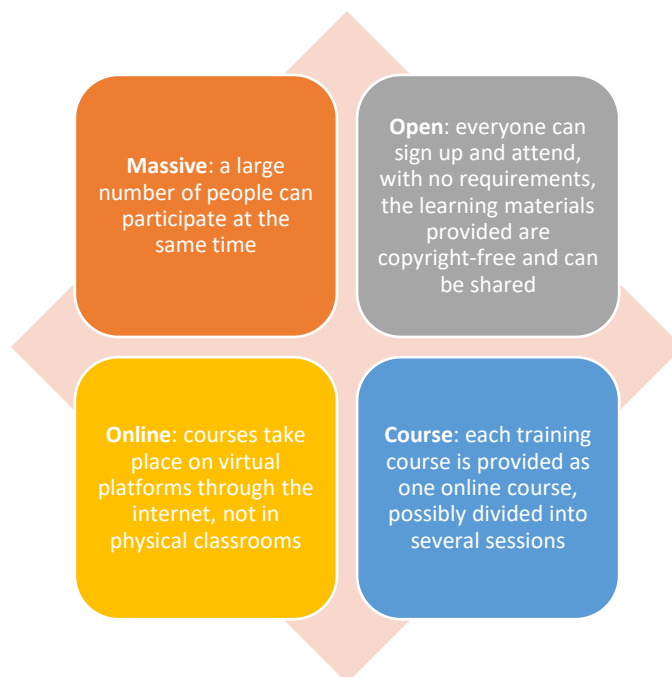 Massive: a large
number of people can
participate at the
same time
Open: everyone can
sign up and attend,
with no requirements,
the learning materials
provided are
copyright-free and can
be shared
Online: courses take
place on virtual
platforms through the
internet, not in
physical classrooms
Course: each training
course is provided as
one online course,
possibly divided into
several sessions